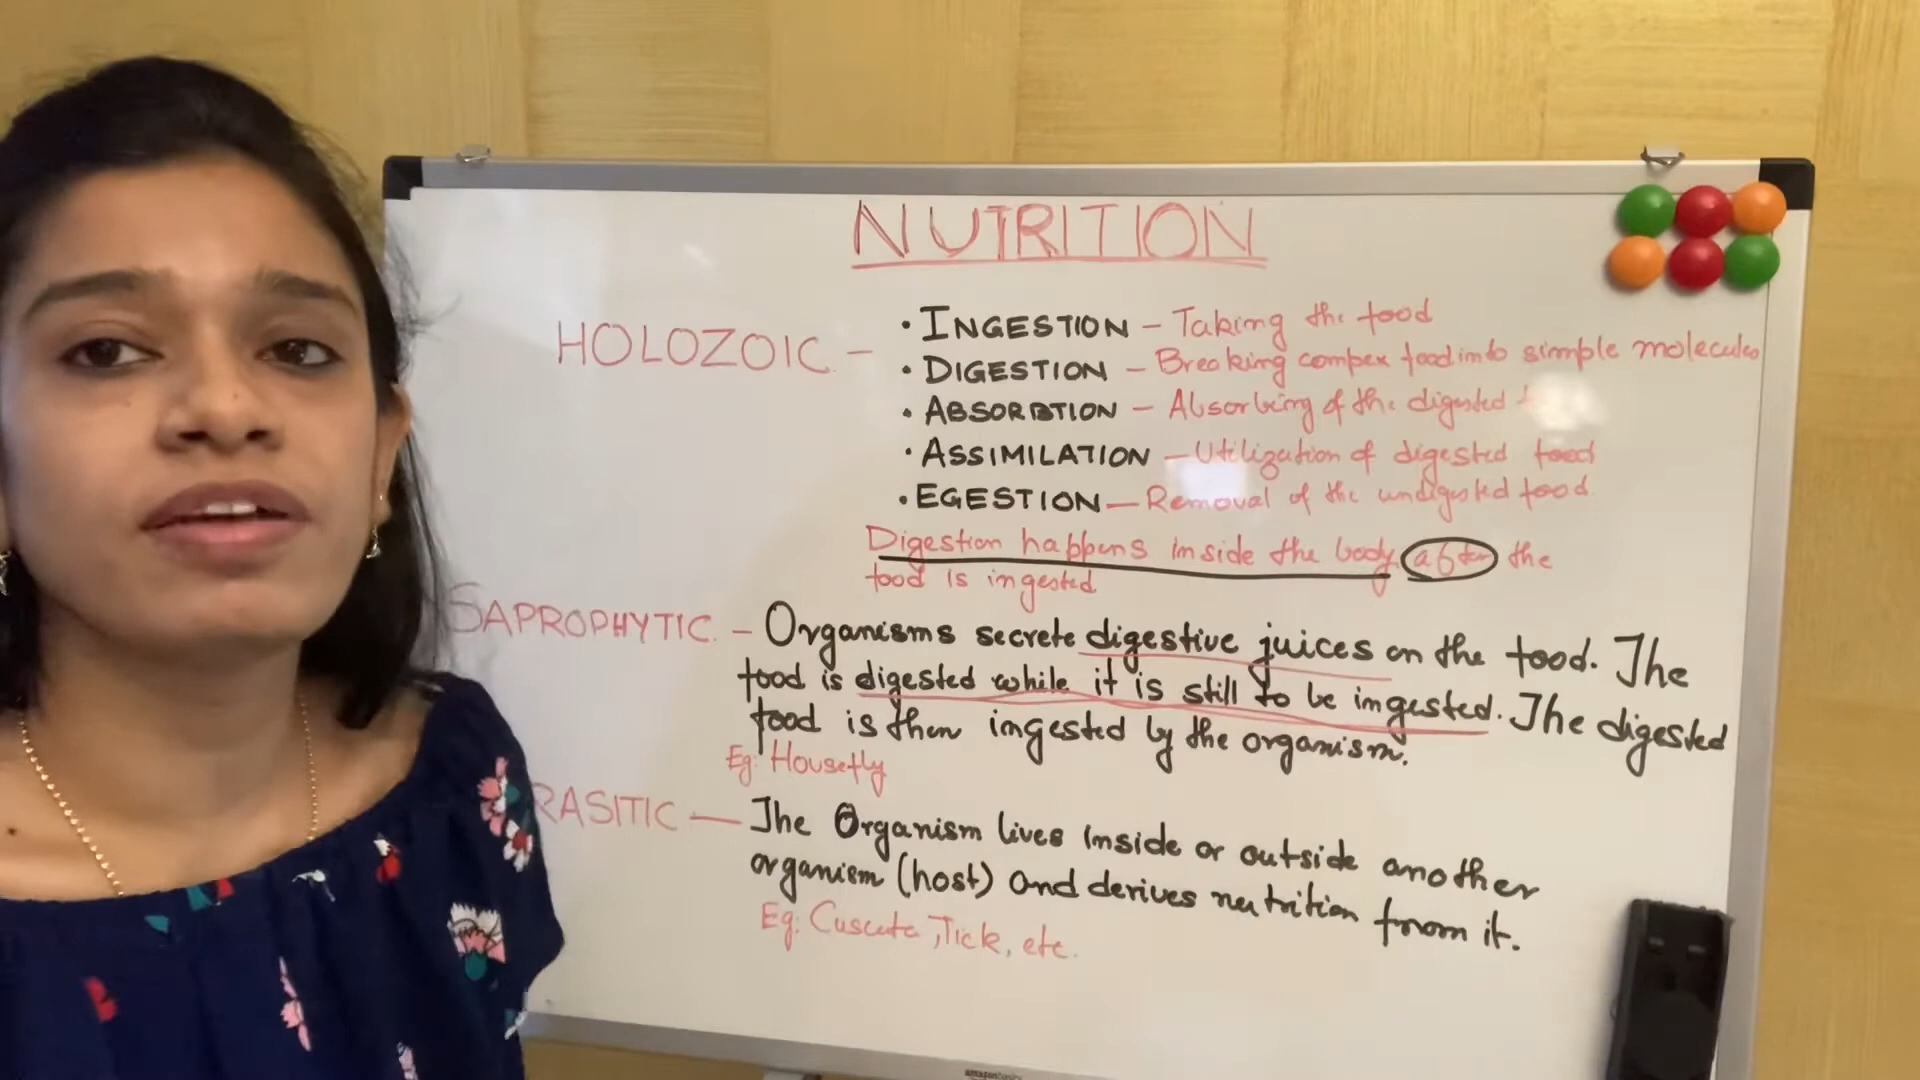 NUTRITION
HOLOZOIC -
• INGESTION - Taking the food
• DIGESTION - Breaking compex food into simple molecules
• ABSORBTION - Absorbing of the digested
• ASSIMILATION - Utilization of digested food
• EGESTION - Removal of the undigested food
Digestion happens inside the body after the
food is ingested
SAPROPHYTIC. - Organisms secrete digestive juices on the food. The
food is digested while it is still to be ingested. The digested
food is then ingested by the organism.
Eg: Housefly
RASITIC - The Organism lives inside or outside another
organism (host) and derives nutrition from it.
Eg: Cuscuta, Tick, etc.
amazonbasics